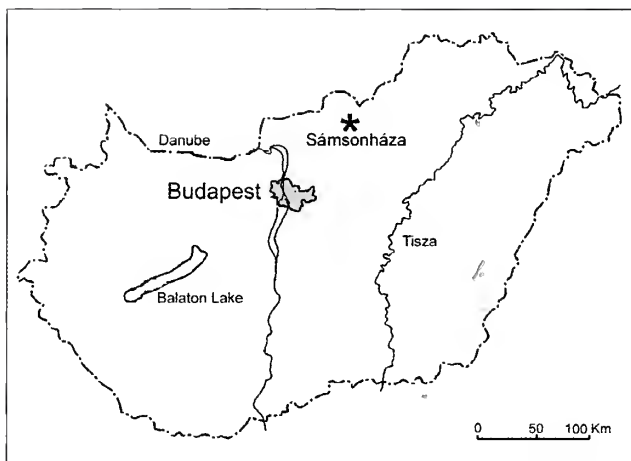 Danube
Sámsonháza
Budapest
Tisza
Balaton Lake
0 50 100 Km